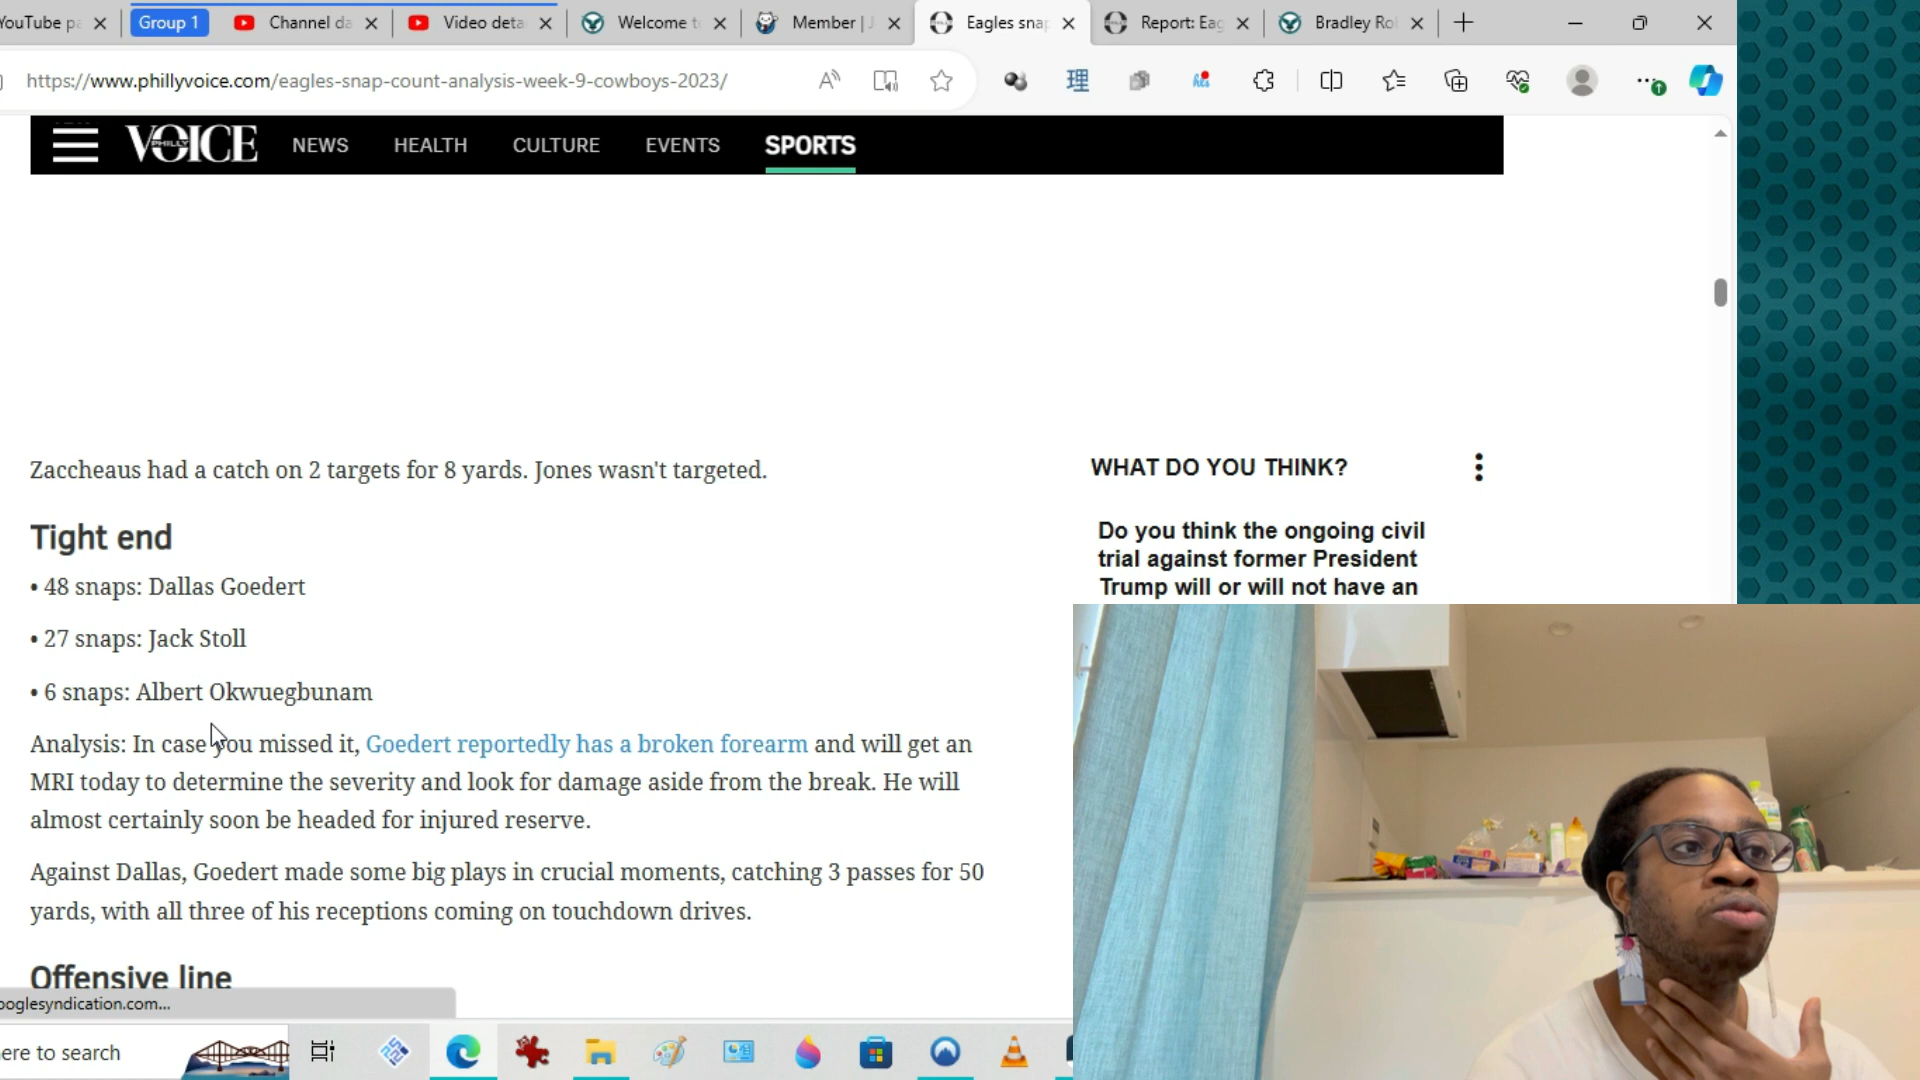 YouTube pa
Group 1
Channel da
Video deta
Welcome to
Member | J
Eagles snap
Report: Eag
Bradley Ro
https://www.phillyvoice.com/eagles-snap-count-analysis-week-9-cowboys-2023/
PHILLY VOICE
NEWS
HEALTH
CULTURE
EVENTS
SPORTS
Zaccheaus had a catch on 2 targets for 8 yards. Jones wasn't targeted.
Tight end
• 48 snaps: Dallas Goedert
• 27 snaps: Jack Stoll
• 6 snaps: Albert Okwuegbunam
Analysis: In case you missed it, Goedert reportedly has a broken forearm and will get an
MRI today to determine the severity and look for damage aside from the break. He will
almost certainly soon be headed for injured reserve.
Against Dallas, Goedert made some big plays in crucial moments, catching 3 passes for 50
yards, with all three of his receptions coming on touchdown drives.
Offensive line
WHAT DO YOU THINK?
Do you think the ongoing civil
trial against former President
Trump will or will not have an
ooglesyndication.com...
ere to search